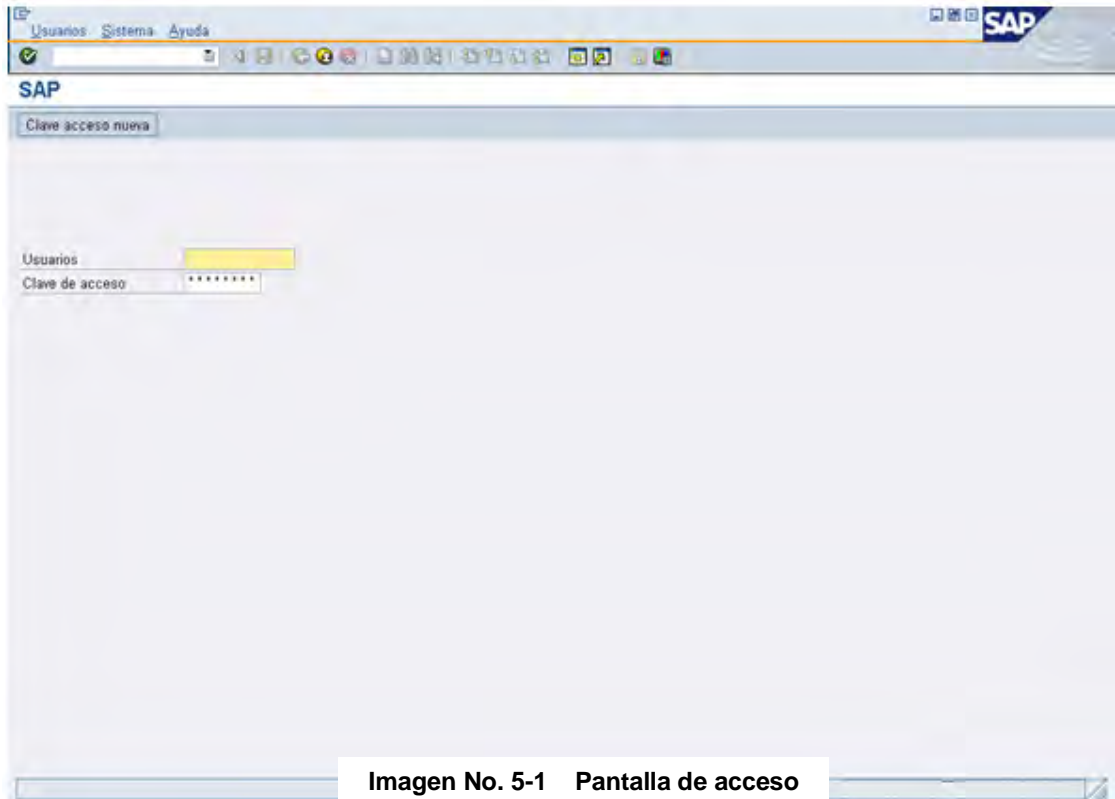 Usuarios Sistema Ayuda
SAP
SAP
Clave acceso nueva
Usuarios
Clave de acceso ********
Imagen No. 5-1 Pantalla de acceso